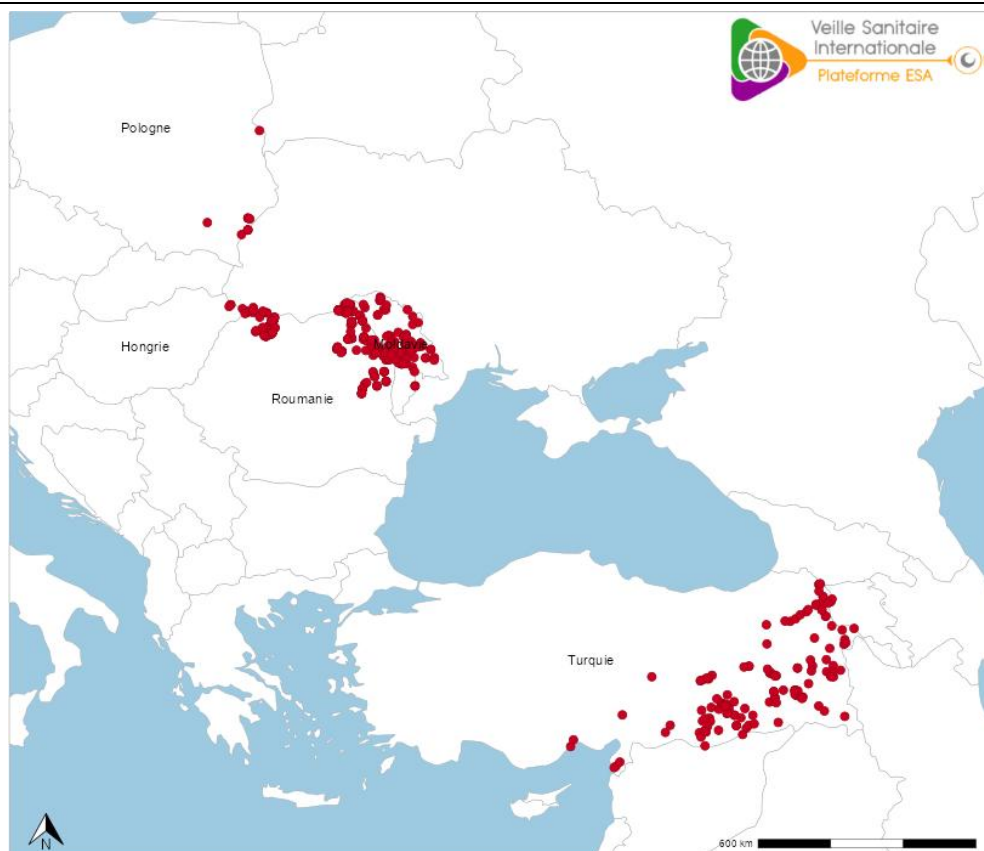 Veille Sanitaire
Internationale
Plateforme ESA
Pologne
Hongrie
Moldavie
Roumanie
Turquie
N
600 km